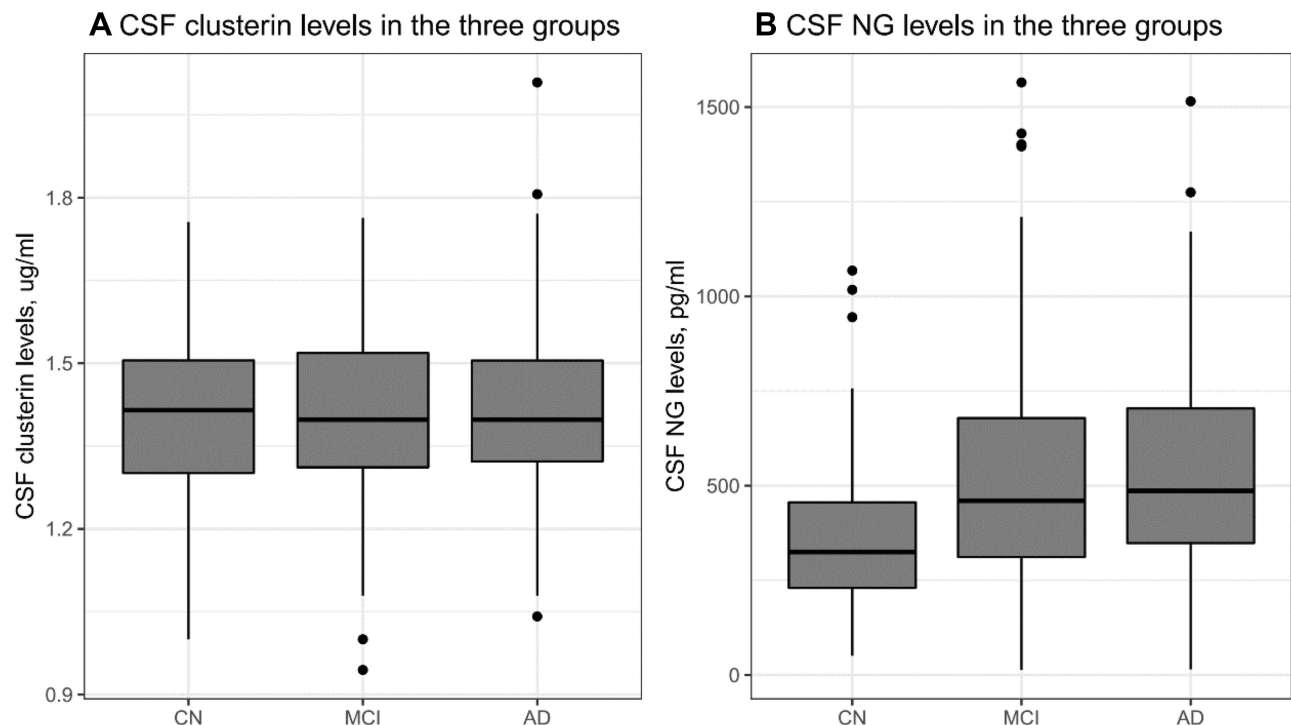 A CSF clusterin levels in the three groups
CSF clusterin levels, ug/ml
1.8
1.5
1.2
0.9
CN MCI AD
B CSF NG levels in the three groups
CSF NG levels, pg/ml
1500
1000
500
0
CN MCI AD